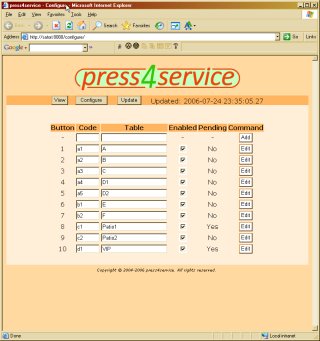 press4service - Configure - Microsoft Internet Explorer
File Edit View Favorites Tools Help
Back Search Favorites
Address http://satori:8888/configure/ Go Links
Google
press4service
View Configure Update Updated: 2006-07-24 23:35:05.27
Button Code Table Enabled Pending Command
- - - Add
1 a1 A No Edit
2 a2 B No Edit
3 a3 C No Edit
4 a4 D1 No Edit
5 a5 D2 No Edit
6 b1 E No Edit
7 b2 F No Edit
8 c1 Patio1 Yes Edit
9 c2 Patio2 No Edit
10 d1 VIP Yes Edit
Copyright © 2004-2006 press4service. All rights reserved.
Done Local intranet